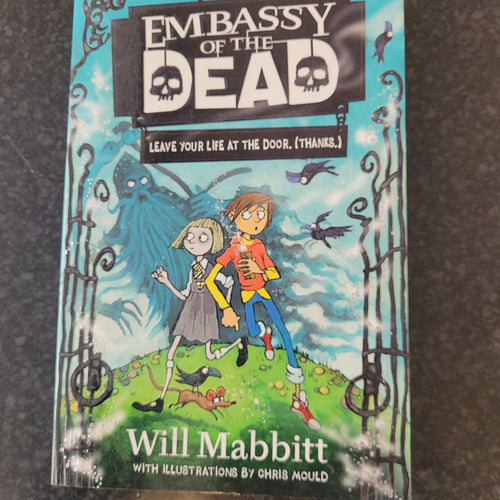 EMBASSY
OF THE
DEAD
LEAVE YOUR LIFE AT THE DOOR. (THANKS.)
Will Mabbitt
WITH ILLUSTRATIONS BY CHRIS MOULD